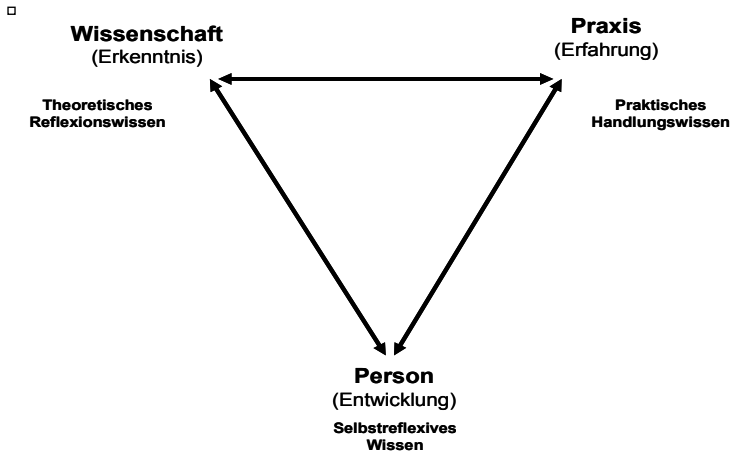 Wissenschaft
(Erkenntnis)
Theoretisches
Reflexionswissen
Praxis
(Erfahrung)
Praktisches
Handlungswissen
Person
(Entwicklung)
Selbstreflexives
Wissen